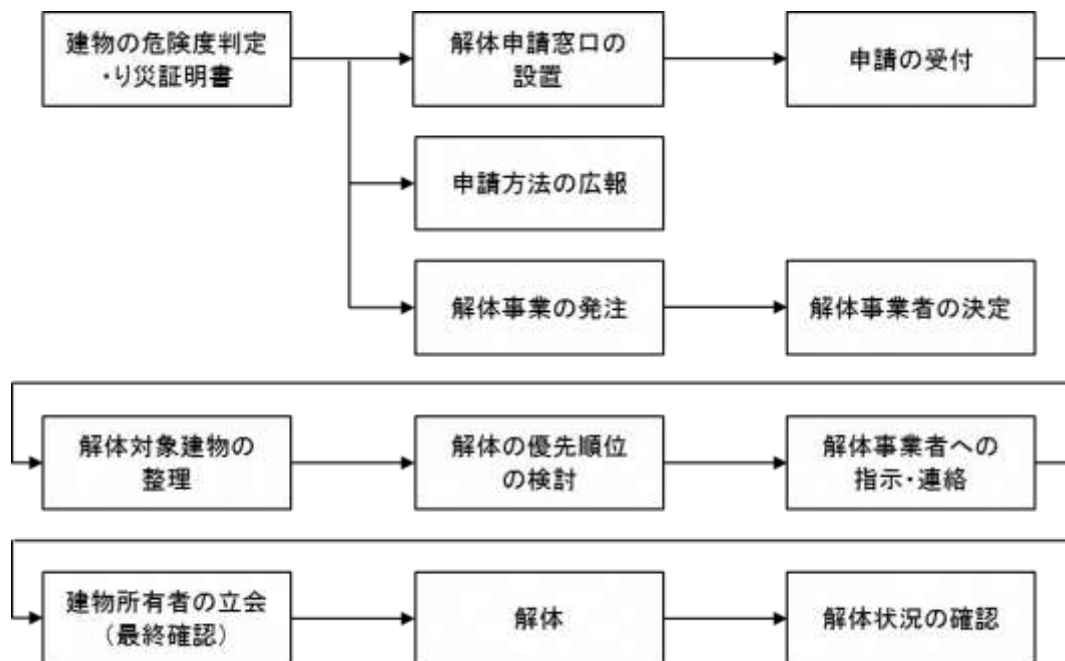 建物の危険度判定
・り災証明書
解体申請窓口の
設置
申請の受付
申請方法の広報
解体事業の発注
解体事業者の決定
解体対象建物の
整理
解体の優先順位
の検討
解体事業者への
指示・連絡
建物所有者の立会
（最終確認）
解体
解体状況の確認